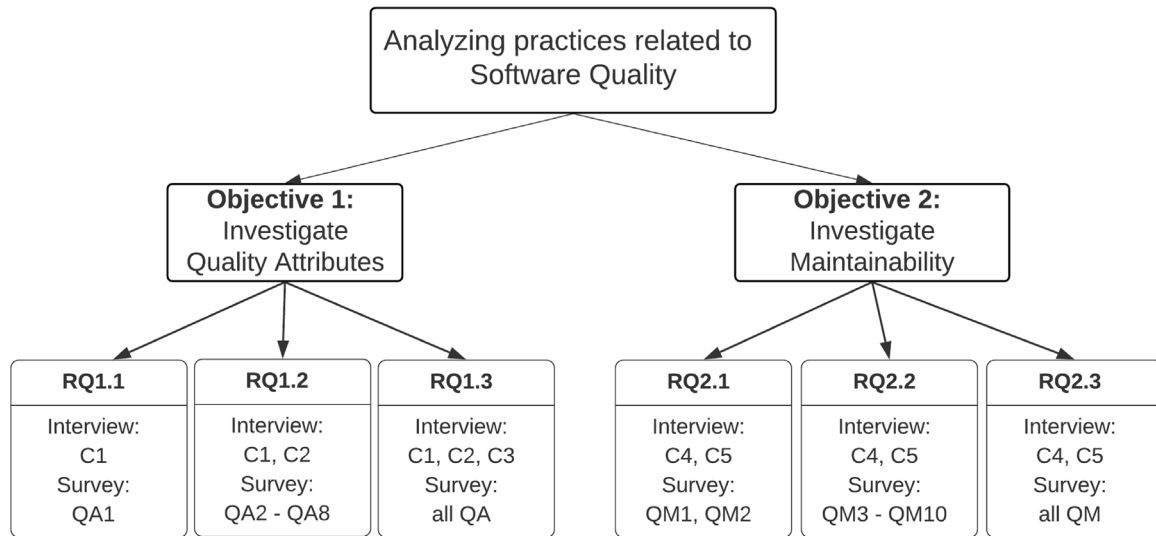 Analyzing practices related to
Software Quality
Objective 1:
Investigate
Quality Attributes
Objective 2:
Investigate
Maintainability
RQ1.1
Interview:
C1
Survey:
QA1
RQ1.2
Interview:
C1, C2
Survey:
QA2 - QA8
RQ1.3
Interview:
C1, C2, C3
Survey:
all QA
RQ2.1
Interview:
C4, C5
Survey:
QM1, QM2
RQ2.2
Interview:
C4, C5
Survey:
QM3 - QM10
RQ2.3
Interview:
C4, C5
Survey:
all QM